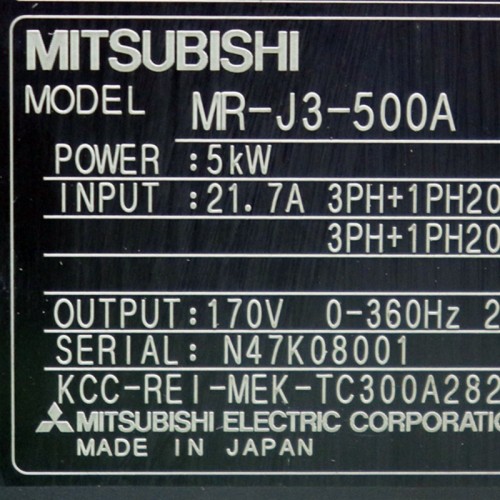 MITSUBISHI
MODEL MR-J3-500A
POWER :5kW
INPUT :21.7A 3PH+1PH20
3PH+1PH20
OUTPUT:170V 0-360Hz 2
SERIAL: N47K08001
KCC-REI-MEK-TC300A282
MITSUBISHI ELECTRIC CORPORATIO
MADE IN JAPAN